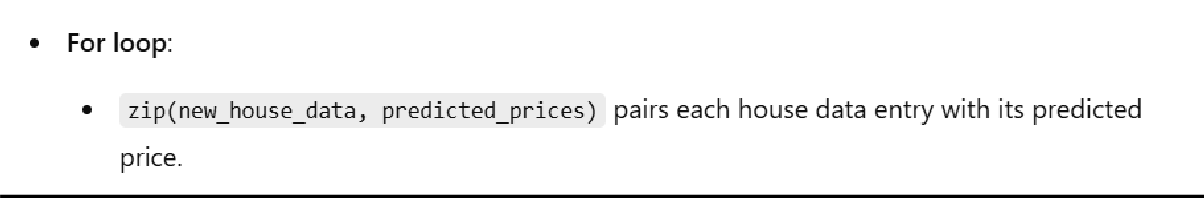 • For loop:
• zip(new_house_data, predicted_prices) pairs each house data entry with its predicted
price.